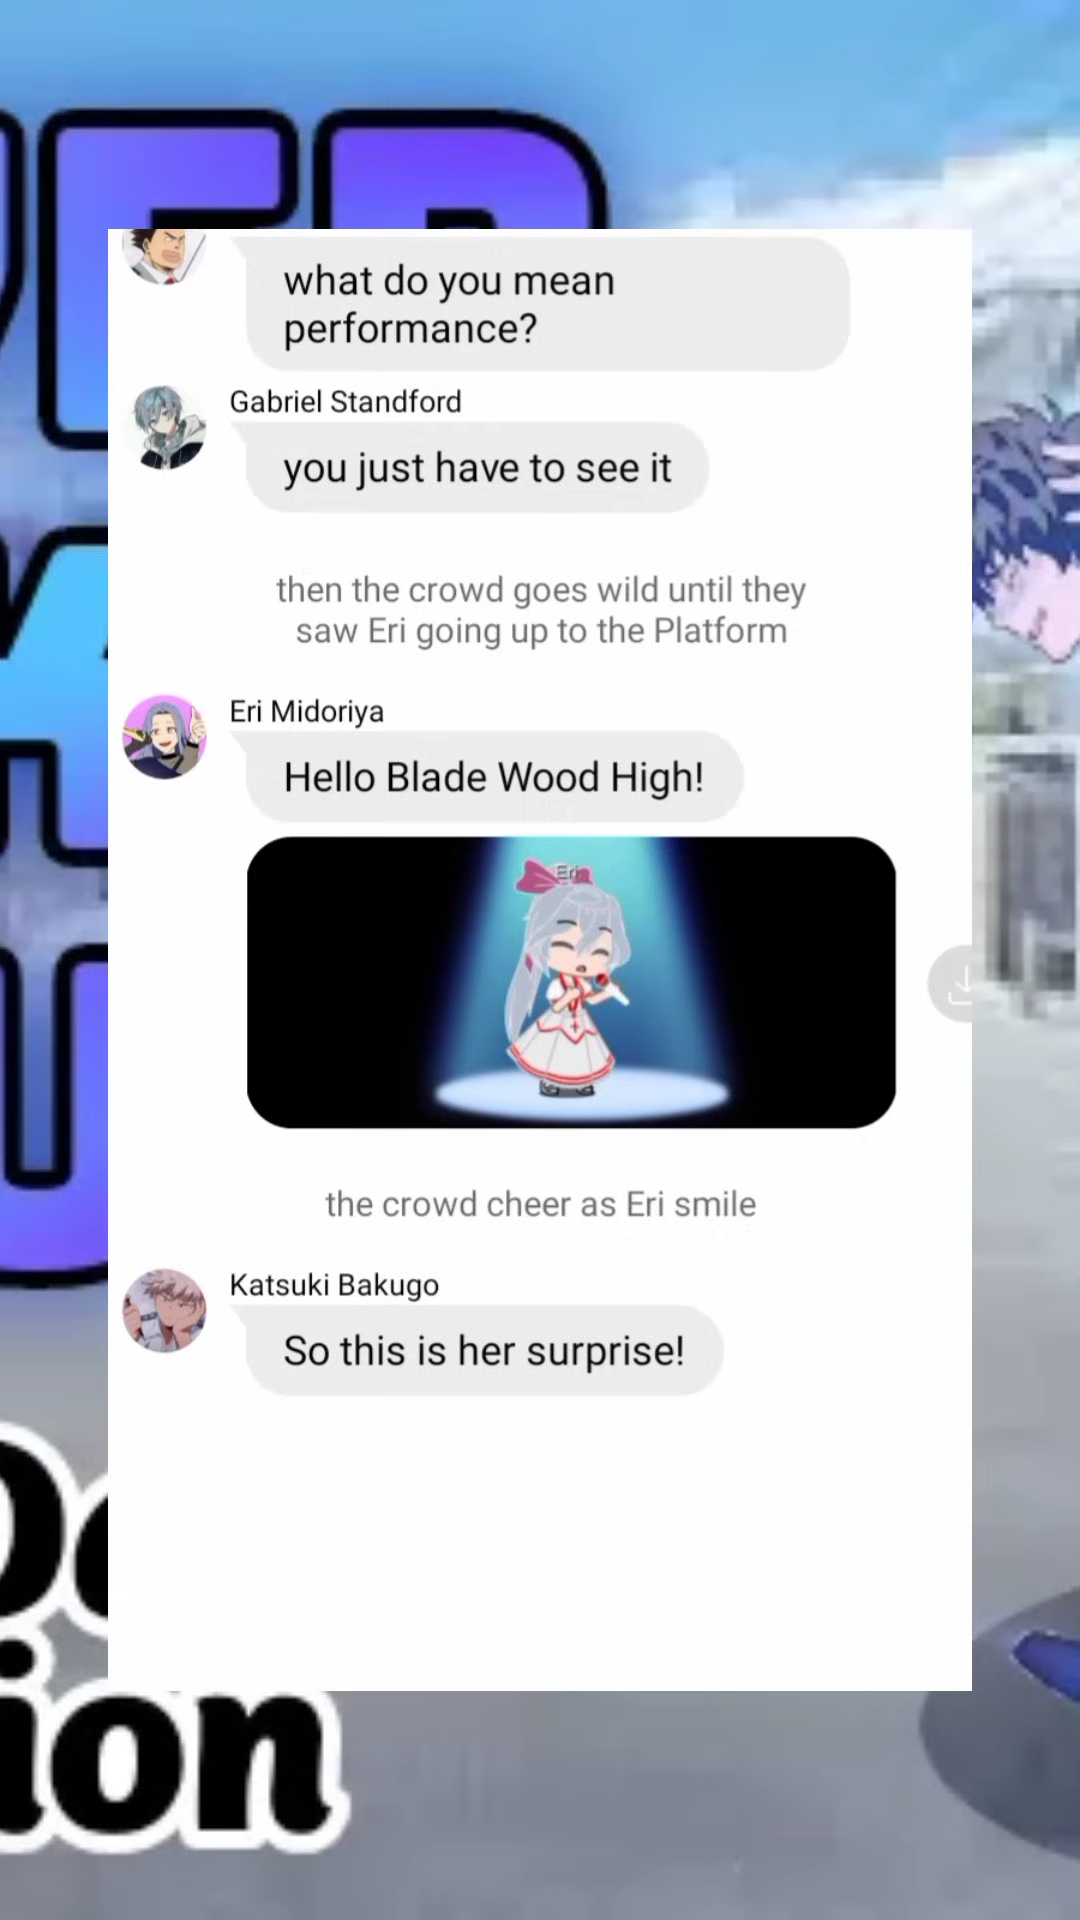 what do you mean
performance?
Gabriel Standford
you just have to see it
then the crowd goes wild until they
saw Eri going up to the Platform
Eri Midoriya
Hello Blade Wood High!
Eri
the crowd cheer as Eri smile
Katsuki Bakugo
So this is her surprise!
ion